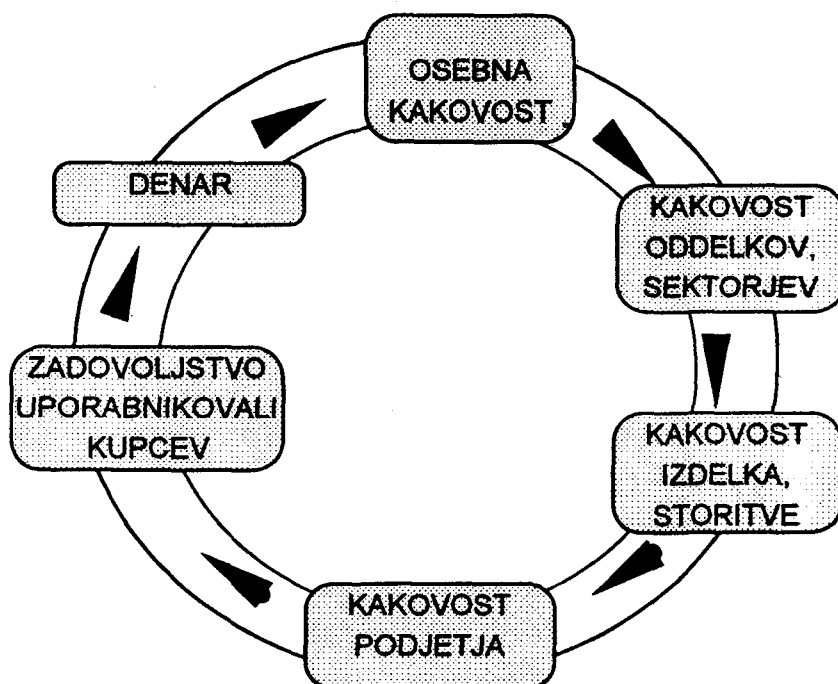 OSEBNA
KAKOVOST
KAKOVOST
ODDELKOV,
SEKTORJEV
KAKOVOST
IZDELKA,
STORITVE
KAKOVOST
PODJETJA
ZADOVOLJSTVO
UPORABNIKOVALI
KUPCEV
DENAR